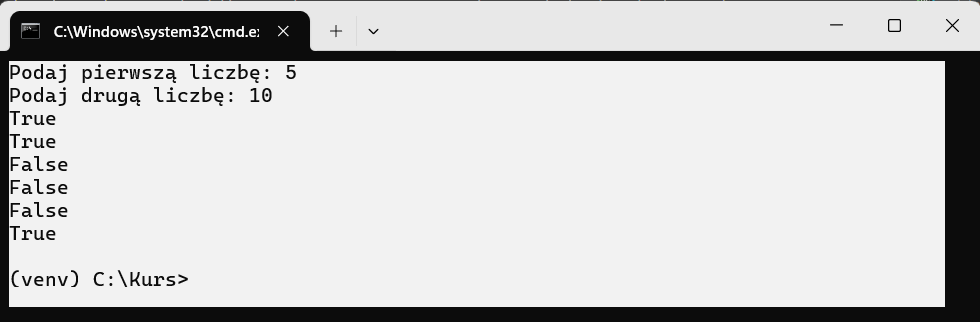 C:\Windows\system32\cmd.e
Podaj pierwszą liczbę: 5
Podaj drugą liczbę: 10
True
True
False
False
False
True
(venv) C:\Kurs>